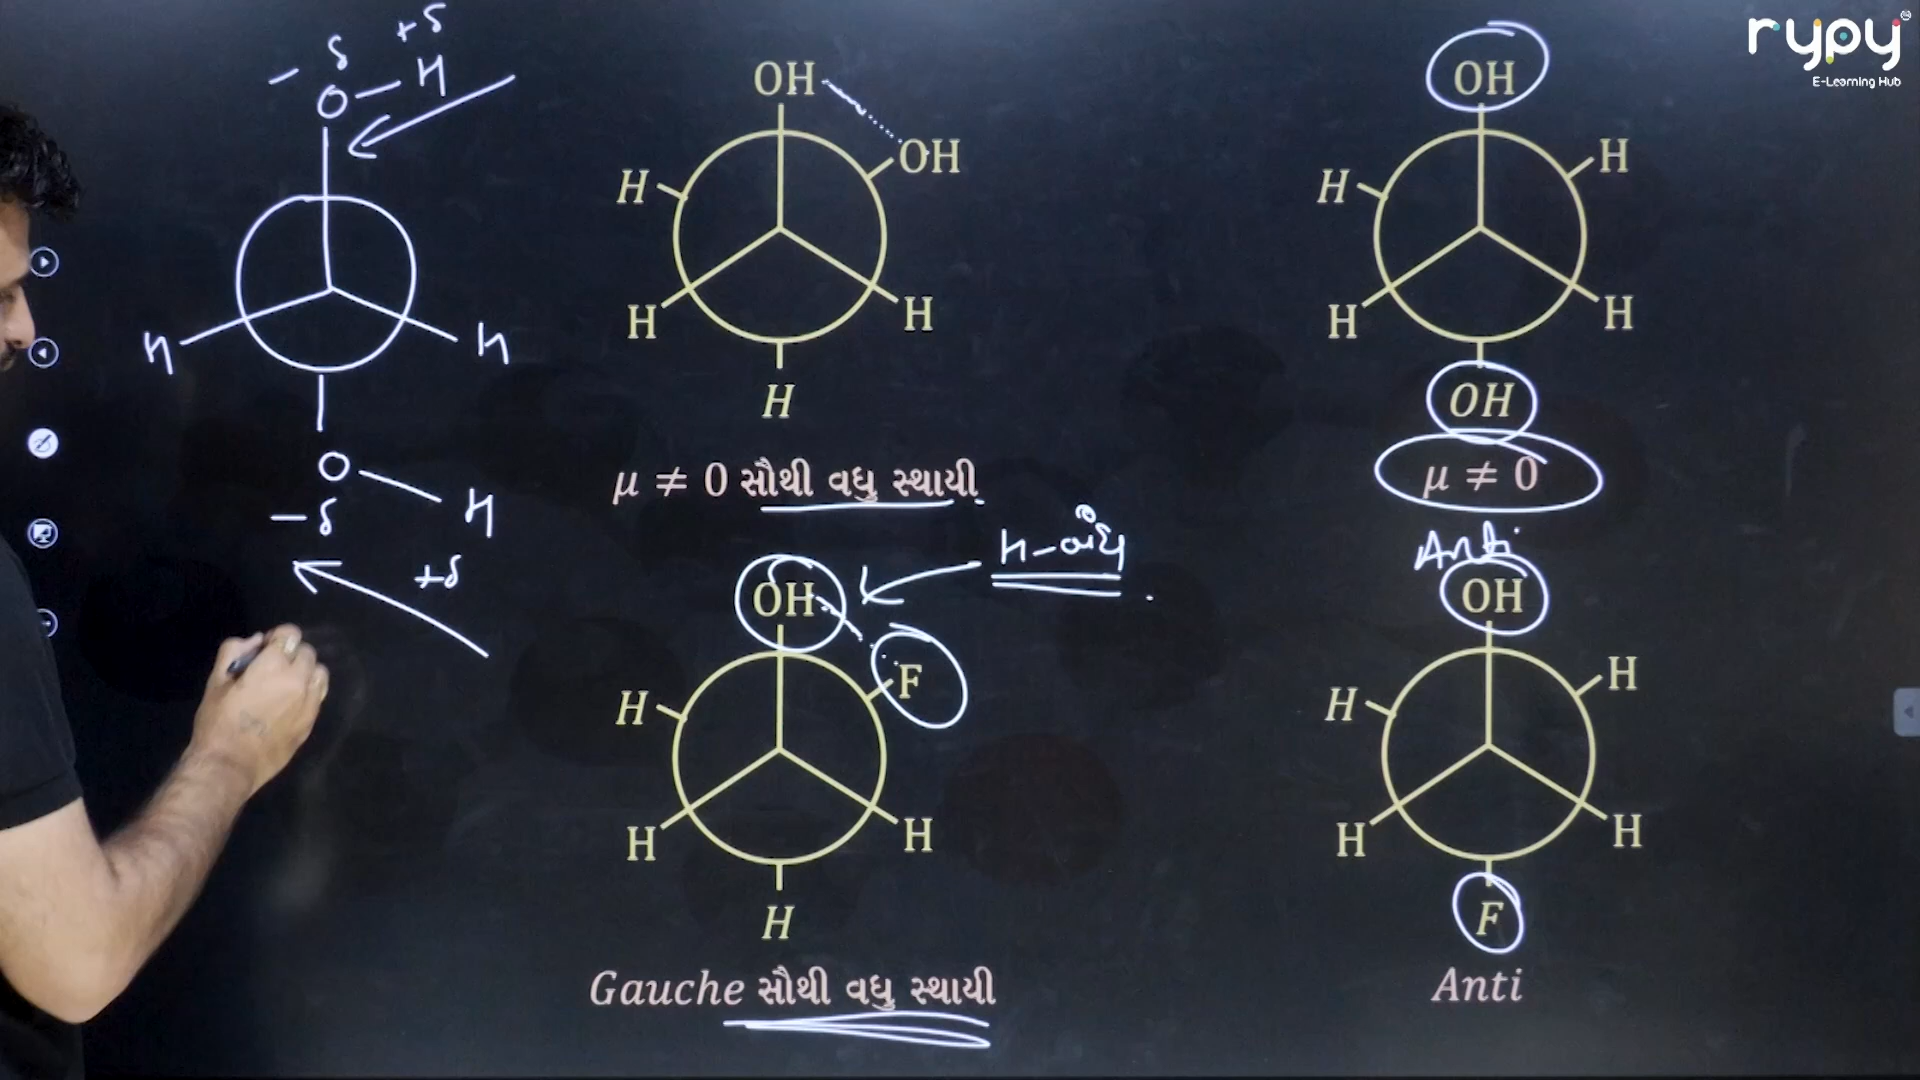 rypy
E-Learning Hub
δ
+δ
−
O
H
H
H
O
H
−δ
+δ
OH
OH
H
H
H
H
μ ≠ 0 સૌથી વધુ સ્થાયી
OH
H
H
H
H
OH
μ ≠ 0
Anti
H-બંધ
OH
F
H
H
H
H
Gauche સૌથી વધુ સ્થાયી
OH
H
H
H
H
F
Anti